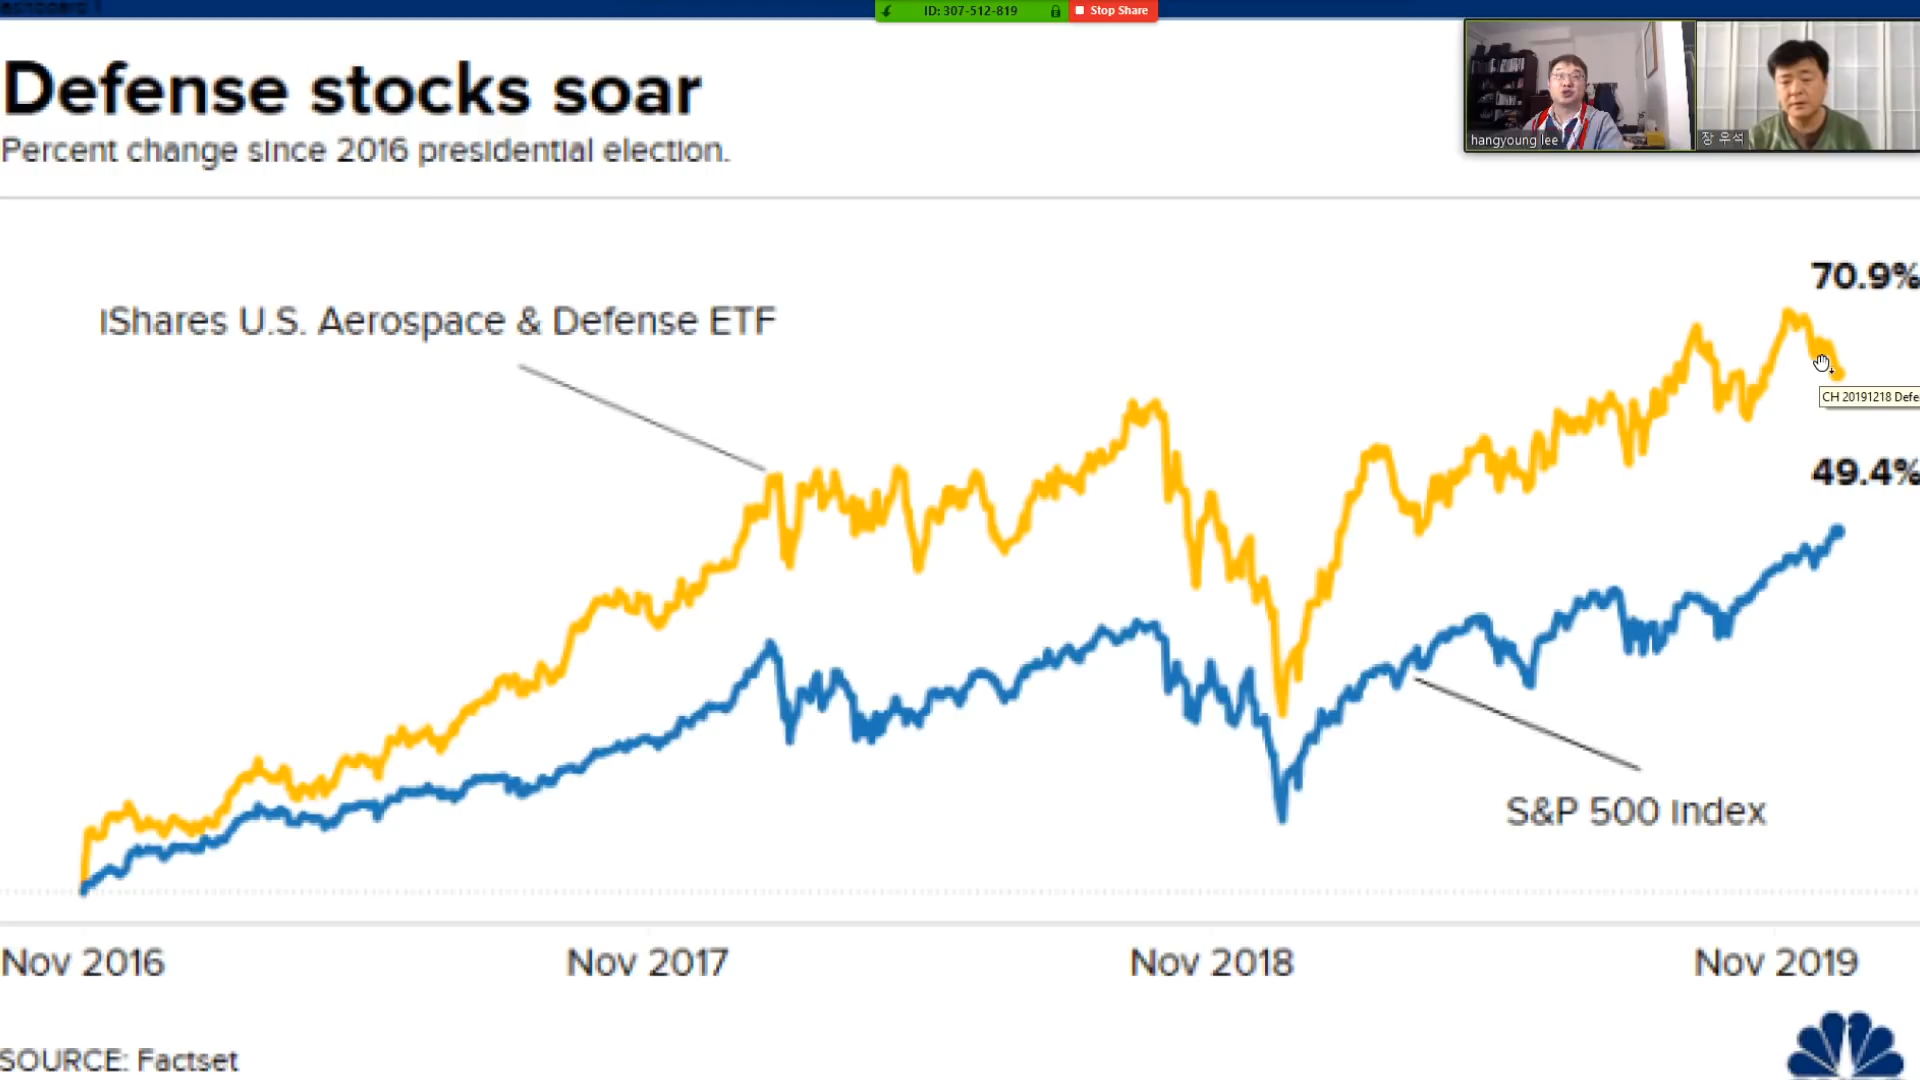 ID: 307-512-819
Stop Share
Defense stocks soar
Percent change since 2016 presidential election.
hangyoung lee
장 우석
70.9%
iShares U.S. Aerospace & Defense ETF
CH 20191218 Defe
49.4%
S&P 500 Index
Nov 2016
Nov 2017
Nov 2018
Nov 2019
SOURCE: Factset